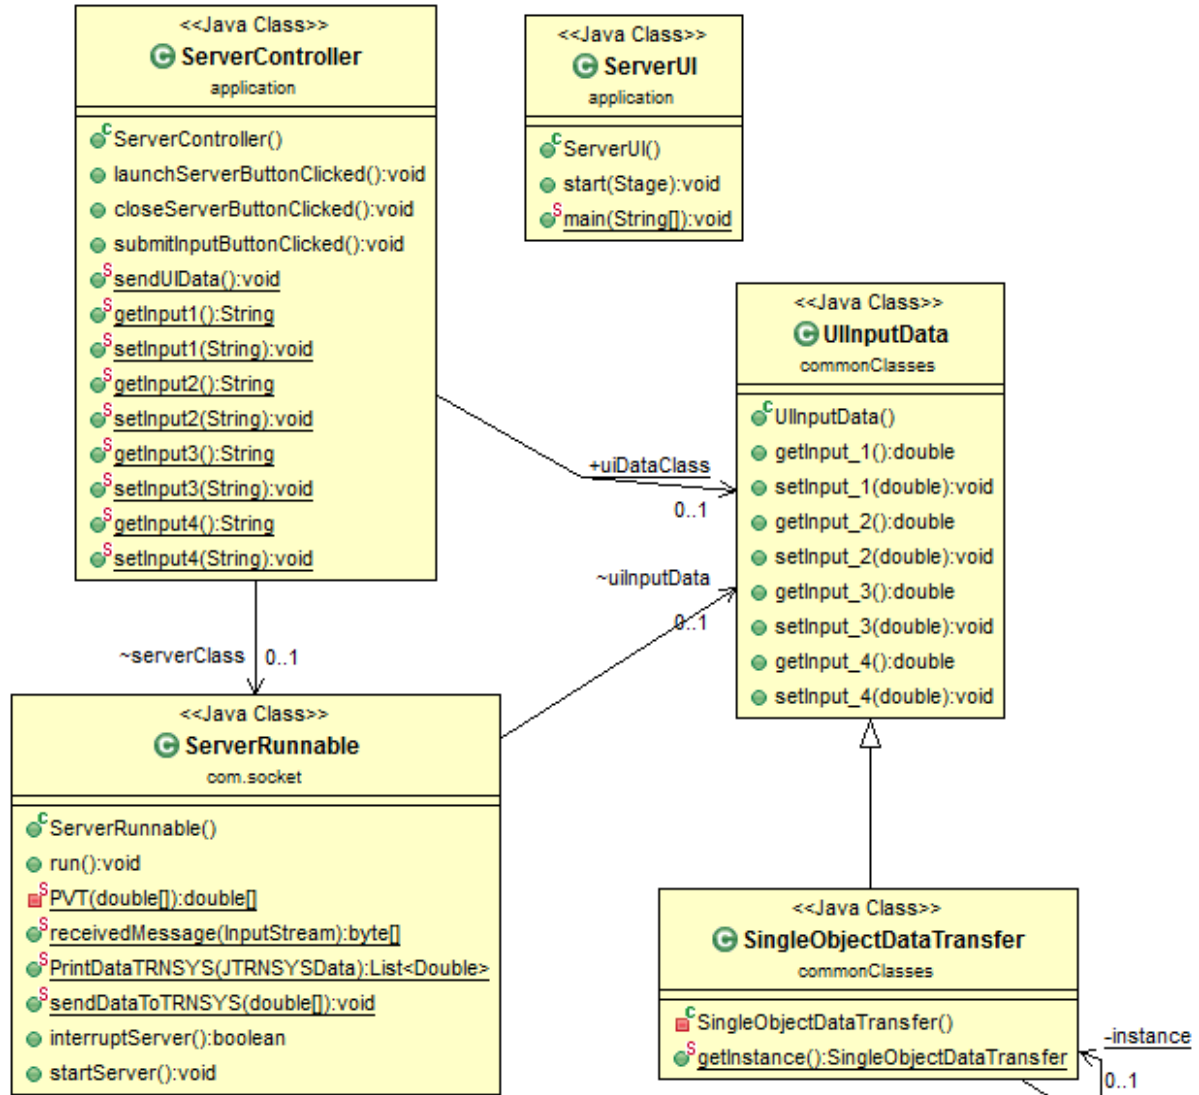 <<Java Class>>
ServerController
application
ServerController()
launchServerButtonClicked():void
closeServerButtonClicked():void
submitInputButtonClicked():void
sendUIData():void
getInput1():String
setInput1(String):void
getInput2():String
setInput2(String):void
getInput3():String
setInput3(String):void
getInput4():String
setInput4(String):void
<<Java Class>>
ServerUI
application
ServerUI()
start(Stage):void
main(String[]):void
<<Java Class>>
UIInputData
commonClasses
UIInputData()
getInput_1():double
setInput_1(double):void
getInput_2():double
setInput_2(double):void
getInput_3():double
setInput_3(double):void
getInput_4():double
setInput_4(double):void
+uiDataClass
0..1
~uiInputData
0..1
~serverClass
0..1
<<Java Class>>
ServerRunnable
com.socket
ServerRunnable()
run():void
PVT(double[]):double[]
receivedMessage(InputStream):byte[]
PrintDataTRNSYS(JTRNSYSData):List<Double>
sendDataToTRNSYS(double[]):void
interruptServer():boolean
startServer():void
<<Java Class>>
SingleObjectDataTransfer
commonClasses
SingleObjectDataTransfer()
getInstance():SingleObjectDataTransfer
-instance
0..1